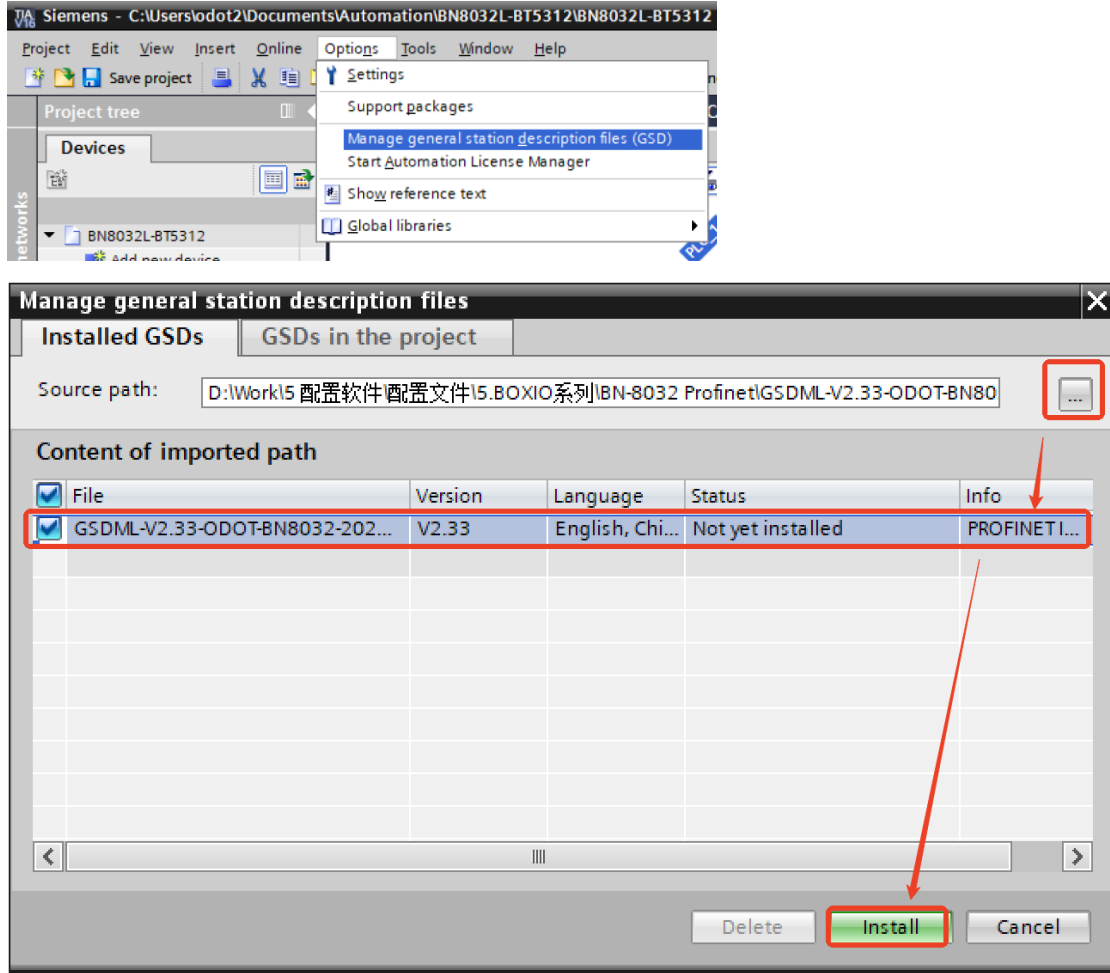 Siemens - C:\Users\odot2\Documents\Automation\BN8032L-BT5312\BN8032L-BT5312
Project Edit View Insert Online Options Tools Window Help
Save project
Settings
Support packages
Manage general station description files (GSD)
Start Automation License Manager
Show reference text
Global libraries
Project tree
Devices
networks
BN8032L-BT5312
Add new device
Manage general station description files
Installed GSDs GSDs in the project
Source path: D:\Work\5 配置软件\配置文件\5.BOXIO系列\BN-8032 Profinet\GSDML-V2.33-ODOT-BN80 ...
Content of imported path
File Version Language Status Info
GSDML-V2.33-ODOT-BN8032-202... V2.33 English, Chi... Not yet installed PROFINET I...
Delete Install Cancel